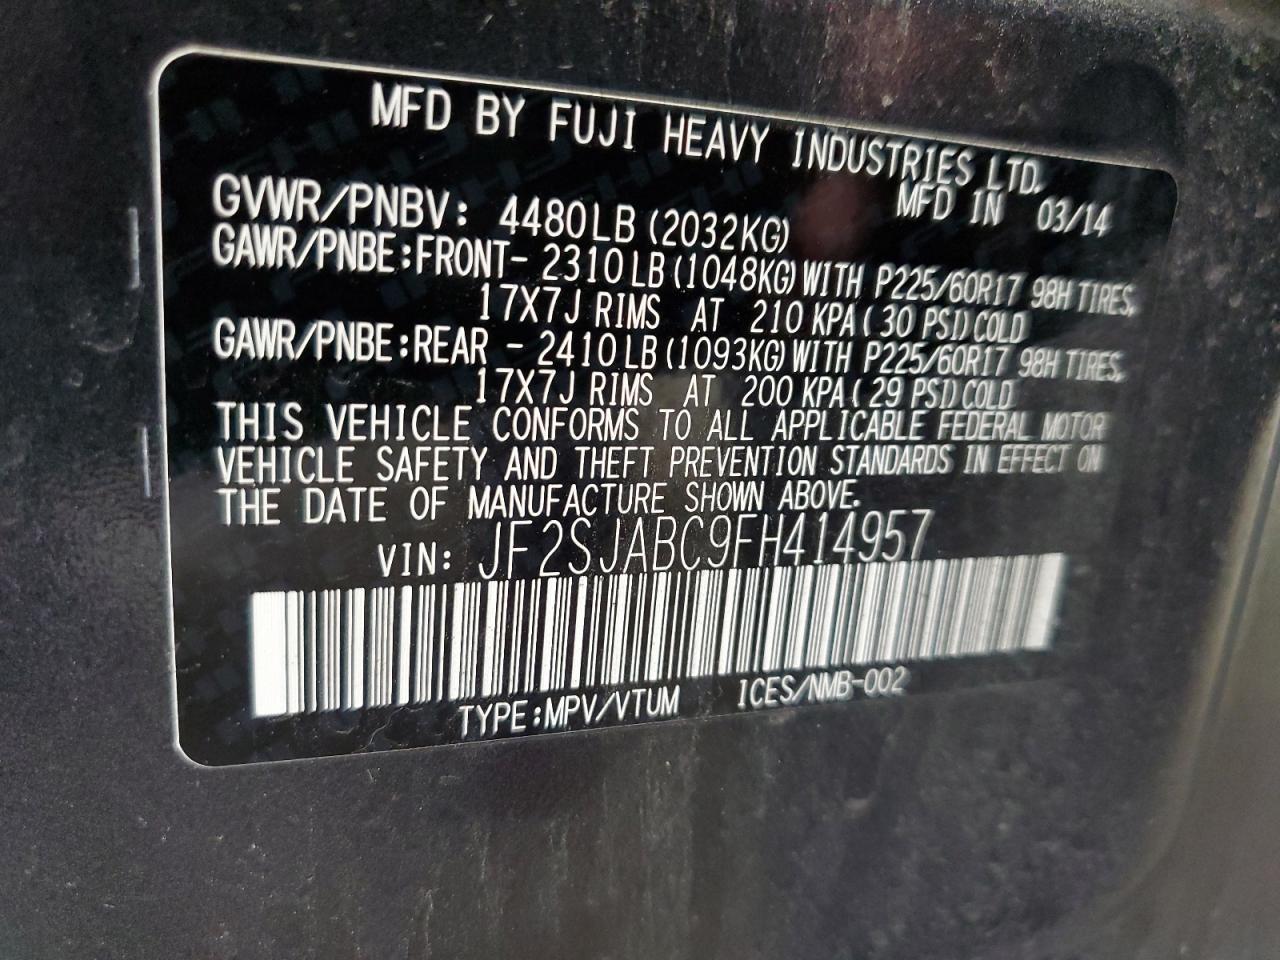 MFD BY FUJI HEAVY INDUSTRIES LTD.
MFD IN 03/14
GVWR/PNBV: 4480LB (2032KG)
GAWR/PNBE:FRONT- 2310LB (1048KG) WITH P225/60R17 98H TIRES,
17X7J RIMS AT 210 KPA (30 PSI) COLD
GAWR/PNBE:REAR - 2410LB (1093KG) WITH P225/60R17 98H TIRES,
17X7J RIMS AT 200 KPA (29 PSI) COLD
THIS VEHICLE CONFORMS TO ALL APPLICABLE FEDERAL MOTOR
VEHICLE SAFETY AND THEFT PREVENTION STANDARDS IN EFFECT ON
THE DATE OF MANUFACTURE SHOWN ABOVE.
VIN: JF2SJABC9FH414957
TYPE:MPV/VTUM ICES/NMB-002